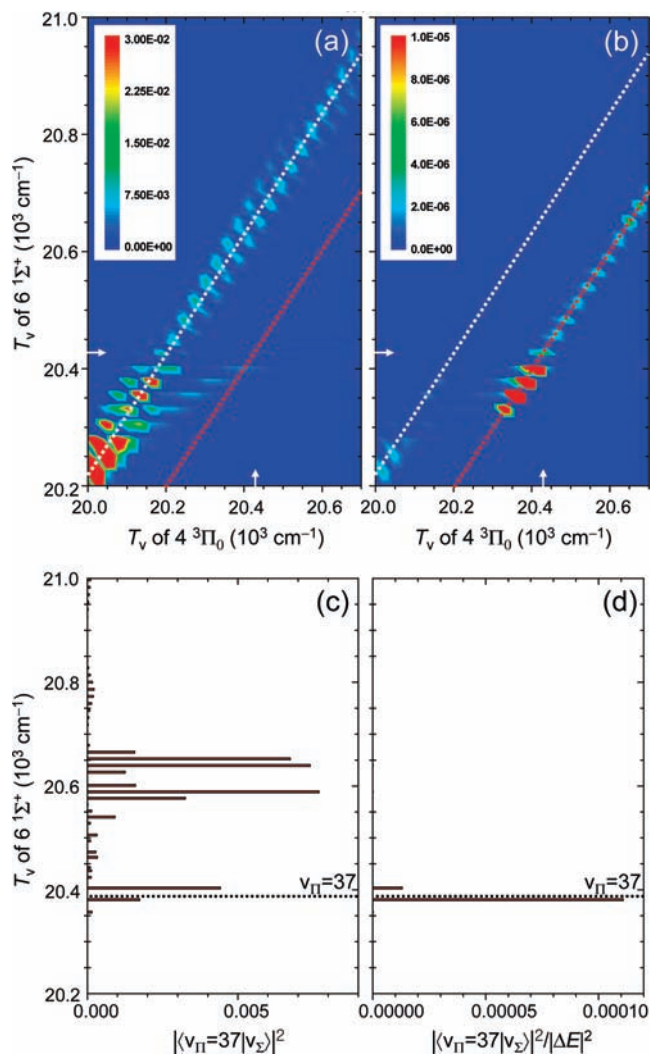 21.0
20.8
20.6
20.4
20.2
T_v of 6 ¹Σ⁺ (10³ cm⁻¹)
3.00E-02
1.50E-02
7.50E-03
0.00E+00
(a)
20.0 20.2 20.4 20.6
T_v of 4 ³Π₀ (10³ cm⁻¹)
1.0E-05
6.0E-06
4.0E-06
2.0E-06
0.0E+00
(b)
20.0 20.2 20.4 20.6
T_v of 4 ³Π₀ (10³ cm⁻¹)
21.0
20.8
20.6
20.4
20.2
T_v of 6 ¹Σ⁺ (10³ cm⁻¹)
(c)
v_Π=37
0.000 0.005
|⟨v_Π=37|v_Σ⟩|²
(d)
v_Π=37
0.00000 0.00005 0.00010
|⟨v_Π=37|v_Σ⟩|²/|ΔE|²